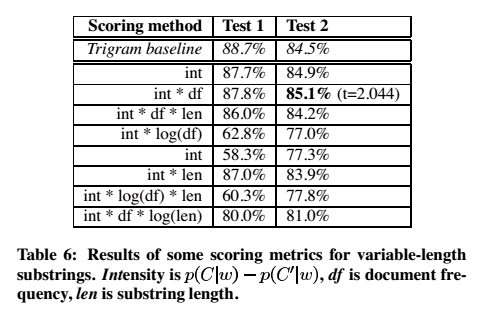 Scoring method Test 1 Test 2
Trigram baseline 88.7% 84.5%
int 87.7% 84.9%
int * df 87.8% 85.1% (t=2.044)
int * df * len 86.0% 84.2%
int * log(df) 62.8% 77.0%
int 58.3% 77.3%
int * len 87.0% 83.9%
int * log(df) * len 60.3% 77.8%
int * df * log(len) 80.0% 81.0%
Table 6: Results of some scoring metrics for variable-length
substrings. Intensity is p(C|w) − p(C′|w), df is document fre-
quency, len is substring length.